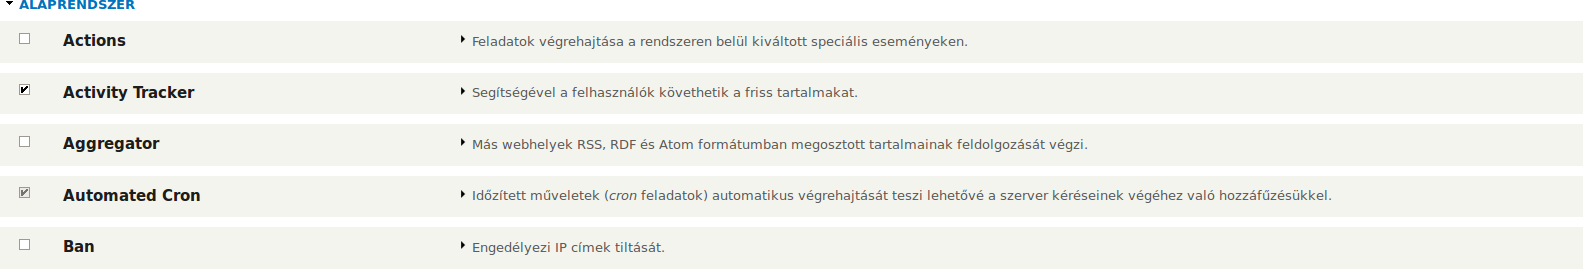 ALAPRENDSZER
Actions Feladatok végrehajtása a rendszeren belül kiváltott speciális eseményeken.
Activity Tracker Segítségével a felhasználók követhetik a friss tartalmakat.
Aggregator Más webhelyek RSS, RDF és Atom formátumban megosztott tartalmainak feldolgozását végzi.
Automated Cron Időzített műveletek (cron feladatok) automatikus végrehajtását teszi lehetővé a szerver kéréseinek végéhez való hozzáfűzésükkel.
Ban Engedélyezi IP címek tiltását.